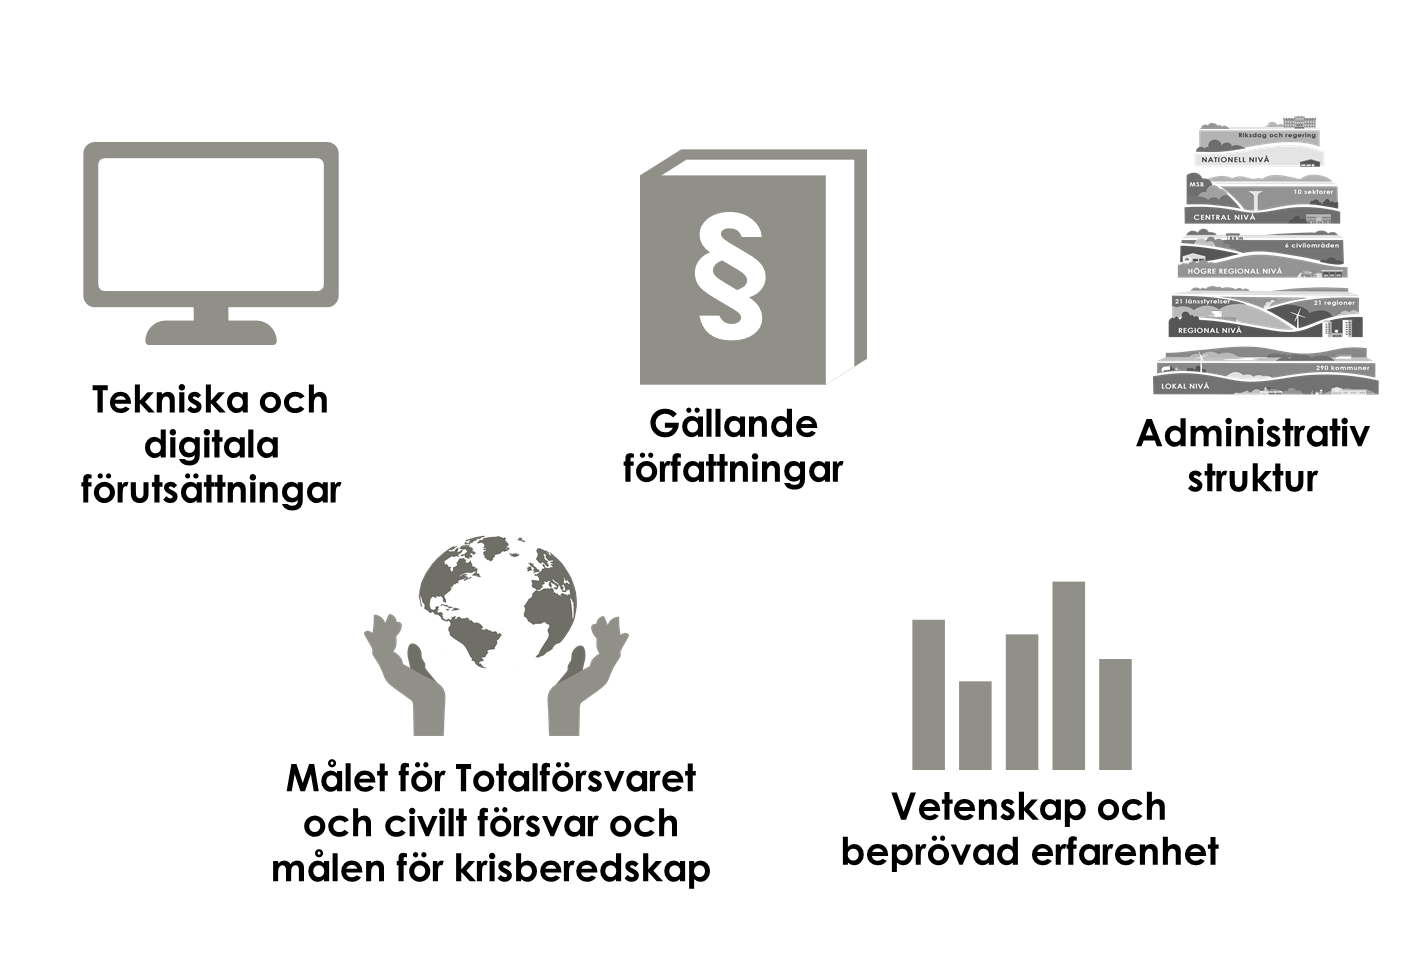 Tekniska och
digitala
förutsättningar
§
Gällande
författningar
Riksdag och regering
NATIONELL NIVÅ
MSB
10 sektorer
CENTRAL NIVÅ
6 civilområden
HÖGRE REGIONAL NIVÅ
21 länsstyrelser
21 regioner
REGIONAL NIVÅ
290 kommuner
LOKAL NIVÅ
Administrativ
struktur
Målet för Totalförsvaret
och civilt försvar och
målen för krisberedskap
Vetenskap och
beprövad erfarenhet